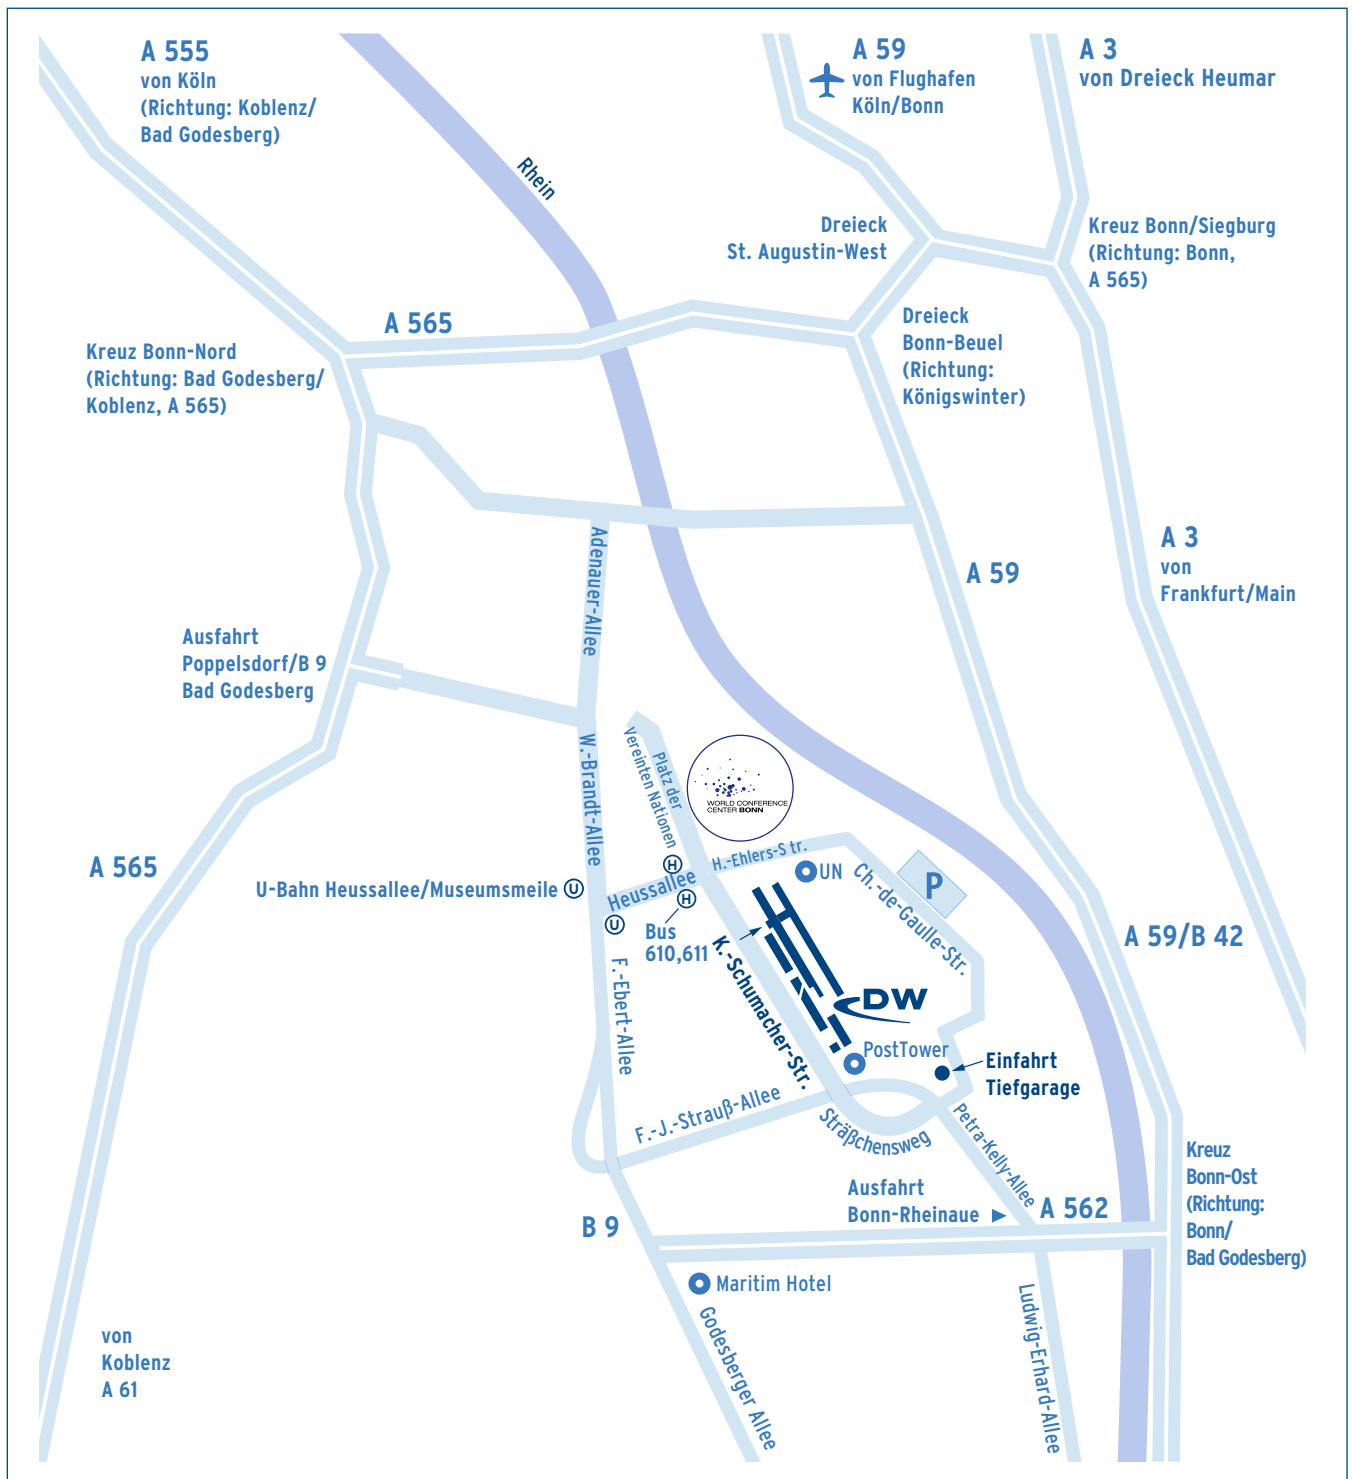 A 555
von Köln
(Richtung: Koblenz/
Bad Godesberg)
A 59
von Flughafen
Köln/Bonn
A 3
von Dreieck Heumar
Rhein
Dreieck
St. Augustin-West
Kreuz Bonn/Siegburg
(Richtung: Bonn,
A 565)
A 565
Dreieck
Bonn-Beuel
(Richtung:
Königswinter)
Kreuz Bonn-Nord
(Richtung: Bad Godesberg/
Koblenz, A 565)
A 59
A 3
von
Frankfurt/Main
Adenauer-Allee
Ausfahrt
Poppelsdorf/B 9
Bad Godesberg
W.-Brandt-Allee
Platz der
Vereinten Nationen
WORLD CONFERENCE
CENTER BONN
A 565
U-Bahn Heussallee/Museumsmeile U
H
H.-Ehlers-S tr.
UN
Ch.-de-Gaulle-Str.
P
Heussallee
H
U
Bus
610,611
K.-Schumacher-Str.
A 59/B 42
F.-Ebert-Allee
DW
PostTower
Einfahrt
Tiefgarage
F.-J.-Strauß-Allee
Sträßchensweg
Petra-Kelly-Allee
Kreuz
Bonn-Ost
(Richtung:
Bonn/
Bad Godesberg)
Ausfahrt
Bonn-Rheinaue
A 562
B 9
Maritim Hotel
Godesberger Allee
Ludwig-Erhard-Allee
von
Koblenz
A 61